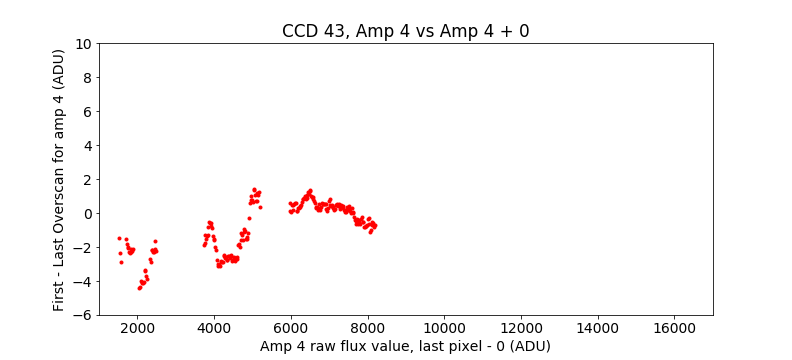 CCD 43, Amp 4 vs Amp 4 + 0
First - Last Overscan for amp 4 (ADU)
10
8
6
4
2
0
−2
−4
−6
2000 4000 6000 8000 10000 12000 14000 16000
Amp 4 raw flux value, last pixel - 0 (ADU)